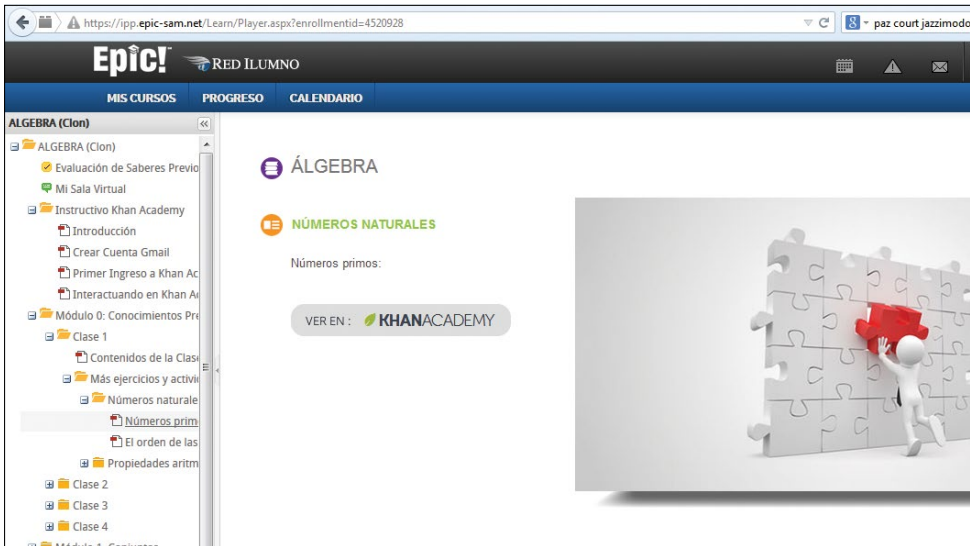 https://ipp.epic-sam.net/Learn/Player.aspx?enrollmentid=4520928
8 paz court jazzimodo
Epic! RED ILUMNO
MIS CURSOS PROGRESO CALENDARIO
ALGEBRA (Clon)
ALGEBRA (Clon)
Evaluación de Saberes Previo
Mi Sala Virtual
Instructivo Khan Academy
Introducción
Crear Cuenta Gmail
Primer Ingreso a Khan Ac
Interactuando en Khan A
Módulo 0: Conocimientos Pre
Clase 1
Contenidos de la Clase
Más ejercicios y activi
Números naturale
Números prim
El orden de las
Propiedades aritm
Clase 2
Clase 3
Clase 4
ÁLGEBRA
NÚMEROS NATURALES
Números primos:
VER EN : KHANACADEMY